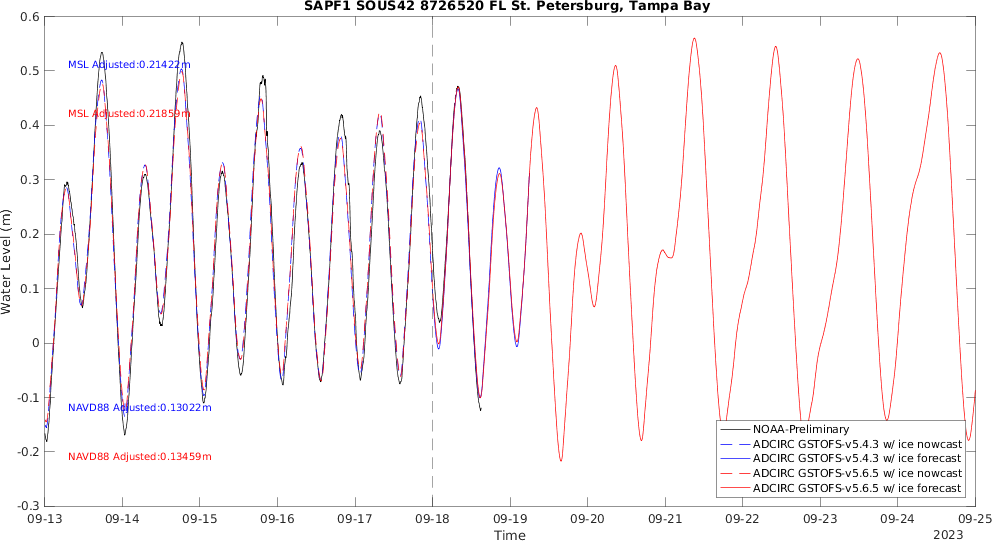 SAPF1 SOUS42 8726520 FL St. Petersburg, Tampa Bay
0.6
0.5
0.4
0.3
0.2
0.1
0
-0.1
-0.2
-0.3
Water Level (m)
MSL Adjusted:0.21422m
MSL Adjusted:0.21859m
NAVD88 Adjusted:0.13022m
NAVD88 Adjusted:0.13459m
NOAA-Preliminary
ADCIRC GSTOFS-v5.4.3 w/ ice nowcast
ADCIRC GSTOFS-v5.4.3 w/ ice forecast
ADCIRC GSTOFS-v5.6.5 w/ ice nowcast
ADCIRC GSTOFS-v5.6.5 w/ ice forecast
09-13 09-14 09-15 09-16 09-17 09-18 09-19 09-20 09-21 09-22 09-23 09-24 09-25
Time
2023